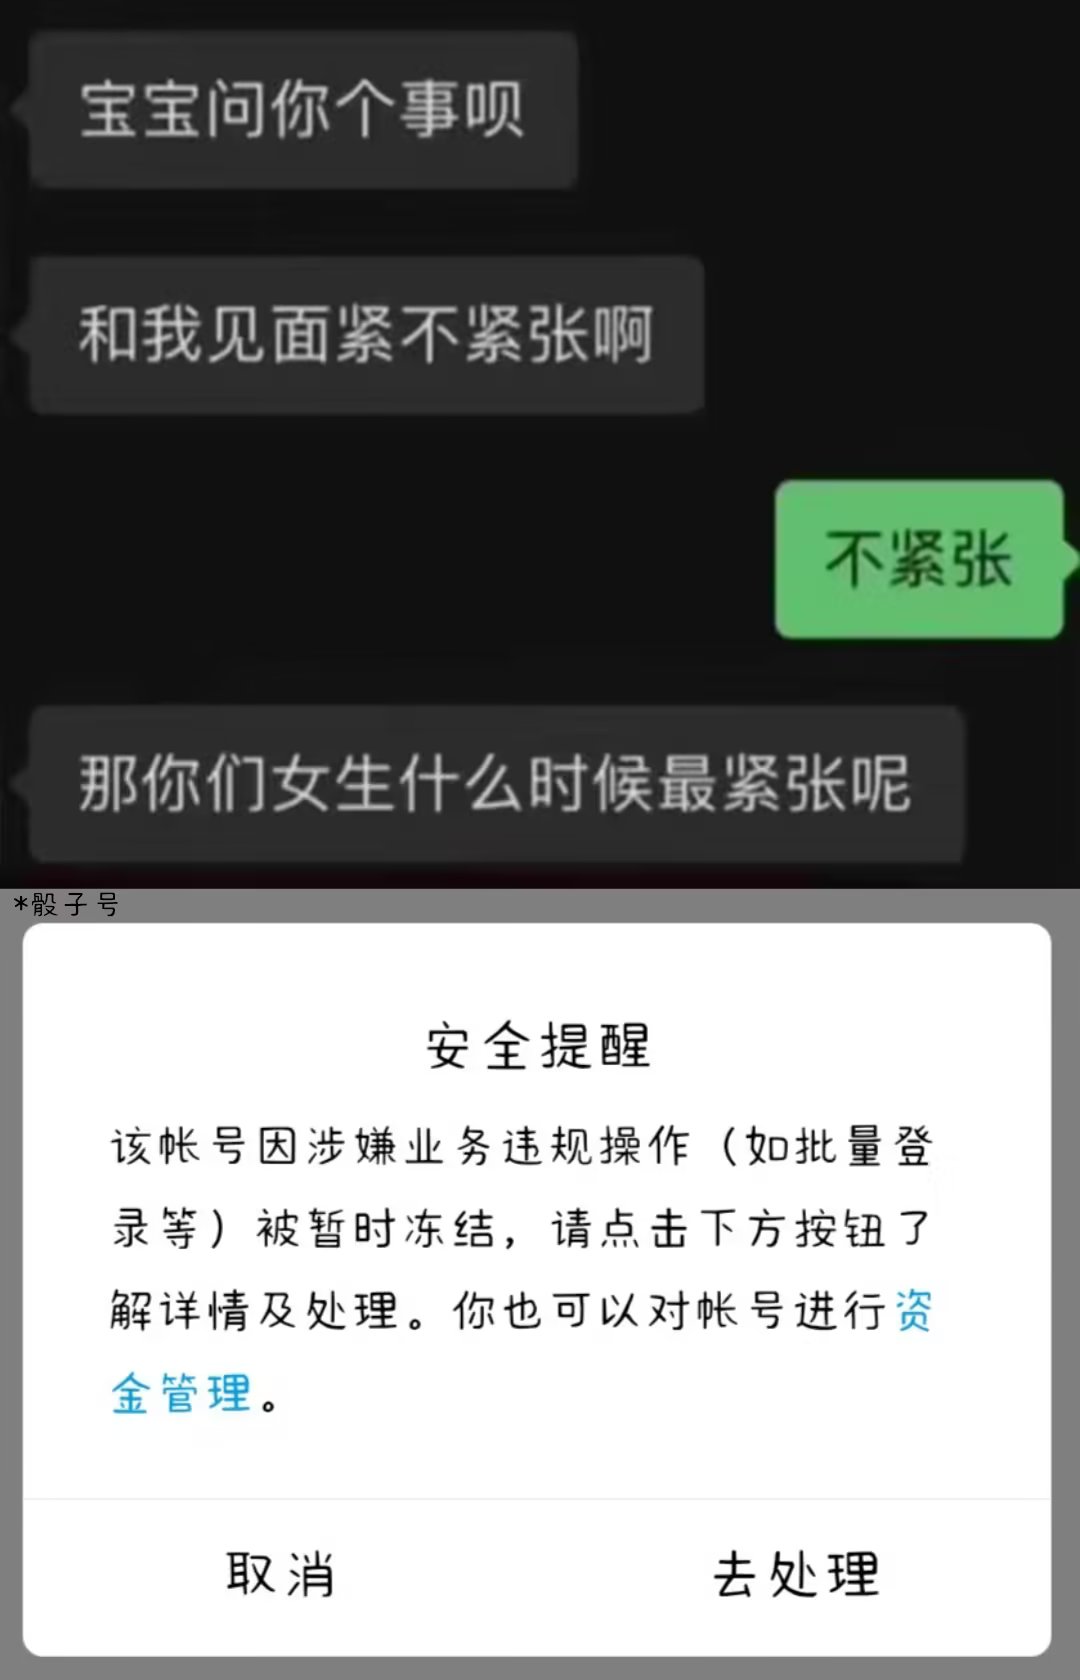 宝宝问你个事呗
和我见面紧不紧张啊
不紧张
那你们女生什么时候最紧张呢
*骰子号
安全提醒
该帐号因涉嫌业务违规操作（如批量登
录等）被暂时冻结，请点击下方按钮了
解详情及处理。你也可以对帐号进行资
金管理。
取消
去处理